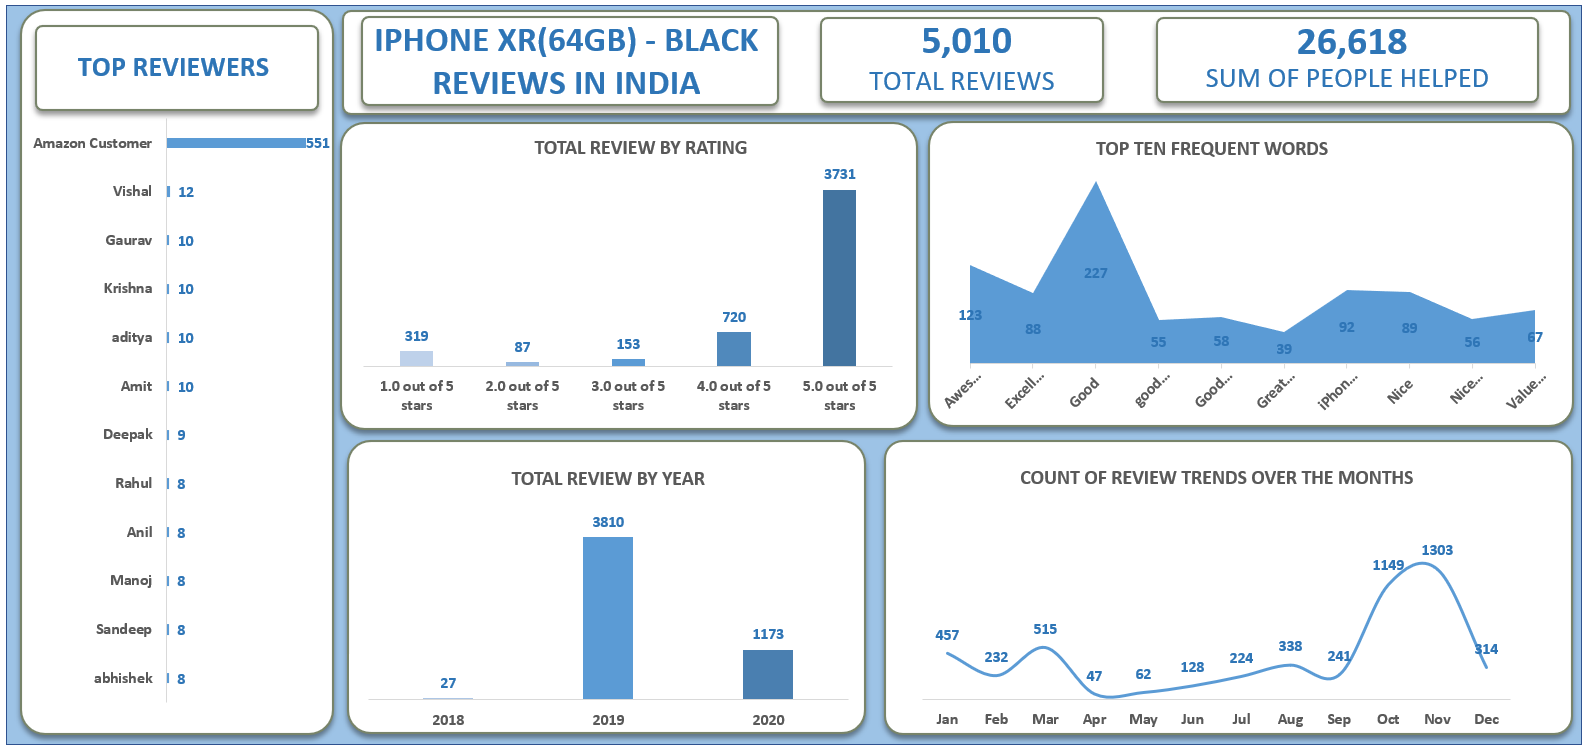 TOP REVIEWERS
Amazon Customer 551
Vishal 12
Gaurav 10
Krishna 10
aditya 10
Amit 10
Deepak 9
Rahul 8
Anil 8
Manoj 8
Sandeep 8
abhishek 8
IPHONE XR(64GB) - BLACK
REVIEWS IN INDIA
5,010
TOTAL REVIEWS
26,618
SUM OF PEOPLE HELPED
TOTAL REVIEW BY RATING
319 87 153 720 3731
1.0 out of 5 2.0 out of 5 3.0 out of 5 4.0 out of 5 5.0 out of 5
stars stars stars stars stars
TOP TEN FREQUENT WORDS
123 88 227 55 58 39 92 89 56 67
Awes... Excell... Good good... Good... Great... iPhon... Nice Nice... Value...
TOTAL REVIEW BY YEAR
27 3810 1173
2018 2019 2020
COUNT OF REVIEW TRENDS OVER THE MONTHS
457 232 515 47 62 128 224 338 241 1149 1303 314
Jan Feb Mar Apr May Jun Jul Aug Sep Oct Nov Dec